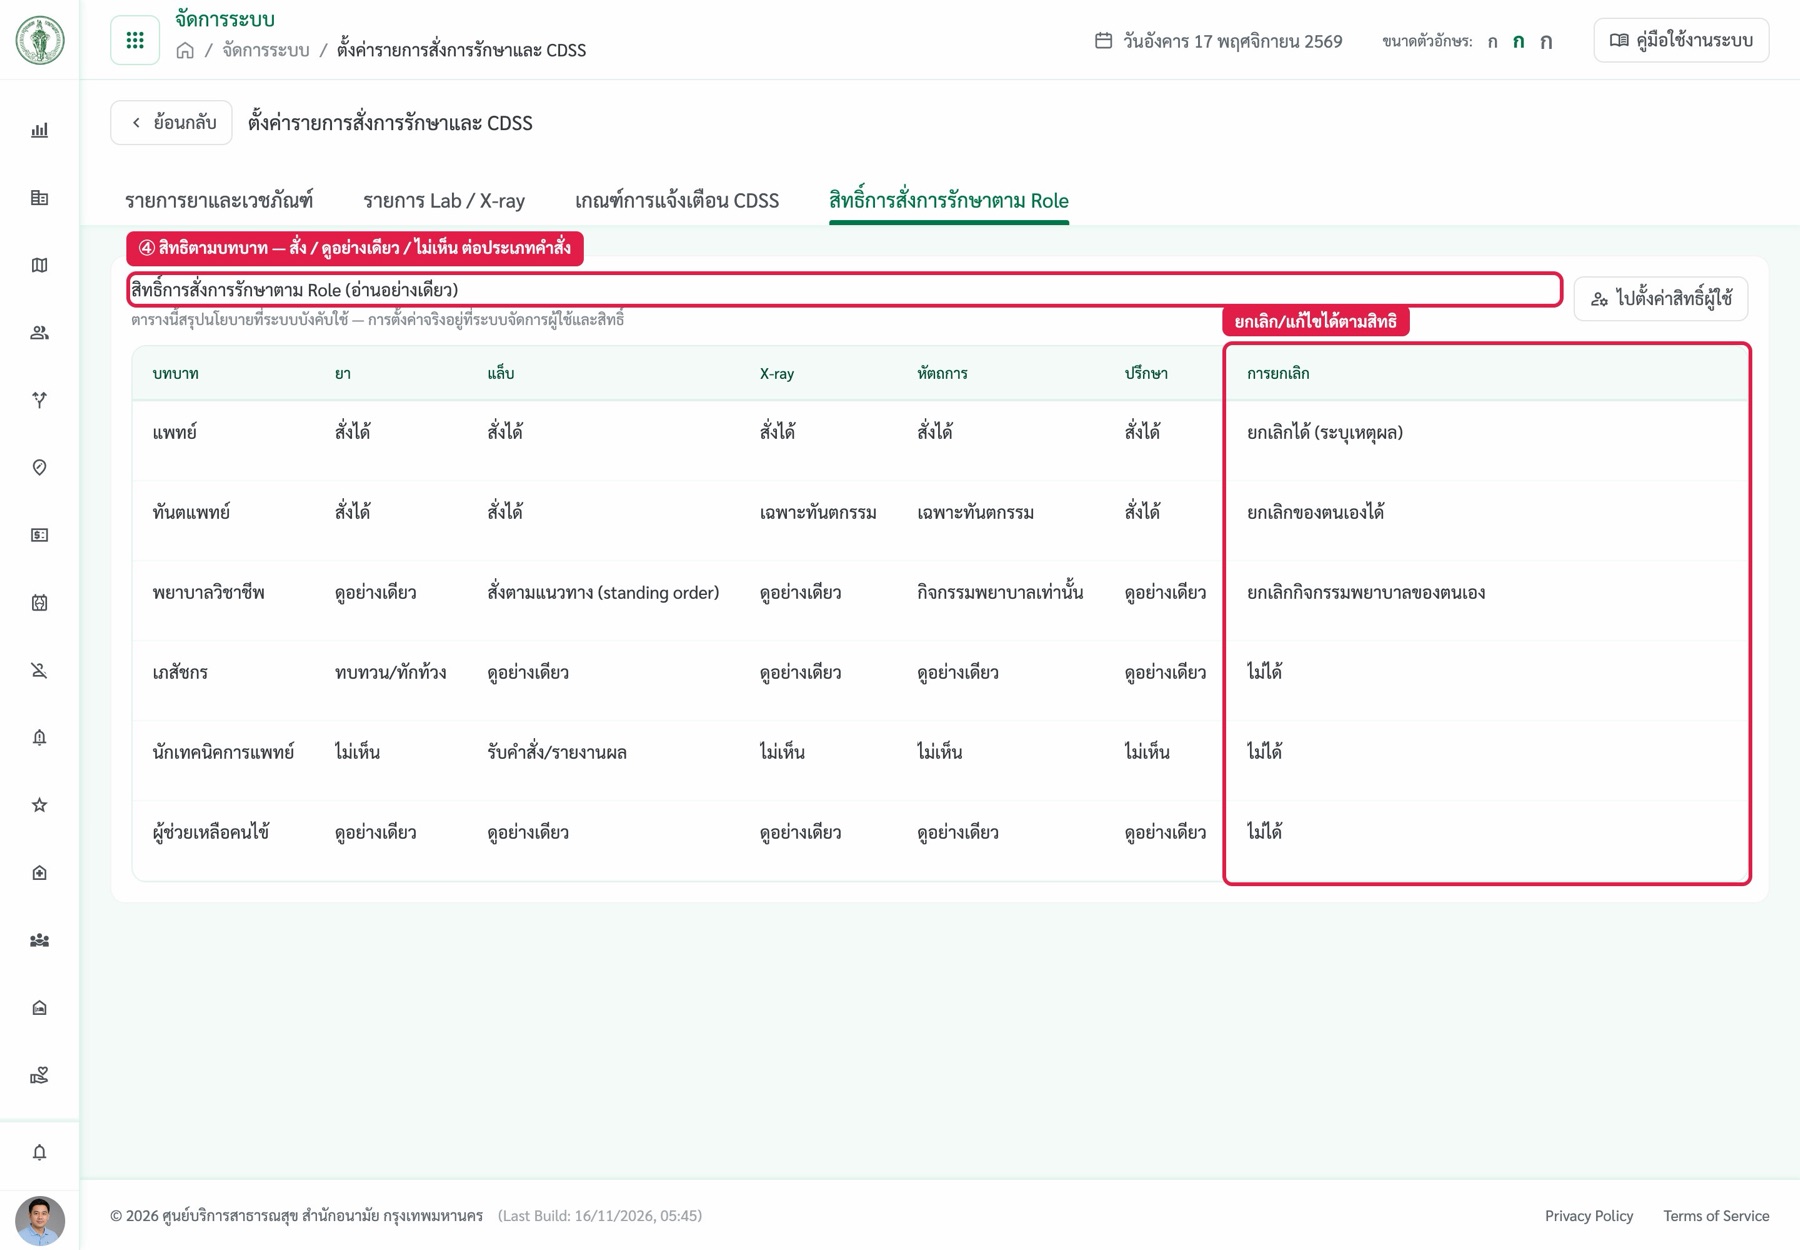 จัดการระบบ
/ จัดการระบบ / ตั้งค่ารายการสั่งการรักษาและ CDSS
วันอังคาร 17 พฤศจิกายน 2569
ขนาดตัวอักษร: ก ก ก
คู่มือใช้งานระบบ
ย้อนกลับ
ตั้งค่ารายการสั่งการรักษาและ CDSS
รายการยาและเวชภัณฑ์ รายการ Lab / X-ray เกณฑ์การแจ้งเตือน CDSS สิทธิ์การสั่งการรักษาตาม Role
④ สิทธิตามบทบาท — สั่ง / ดูอย่างเดียว / ไม่เห็น ต่อประเภทคำสั่ง
สิทธิ์การสั่งการรักษาตาม Role (อ่านอย่างเดียว)
ไปตั้งค่าสิทธิ์ผู้ใช้
ตารางนี้สรุปนโยบายที่ระบบบังคับใช้ — การตั้งค่าจริงอยู่ที่ระบบจัดการผู้ใช้และสิทธิ์
ยกเลิก/แก้ไขได้ตามสิทธิ
บทบาท ยา แล็บ X-ray หัตถการ ปรึกษา การยกเลิก
แพทย์ สั่งได้ สั่งได้ สั่งได้ สั่งได้ สั่งได้ ยกเลิกได้ (ระบุเหตุผล)
ทันตแพทย์ สั่งได้ สั่งได้ เฉพาะทันตกรรม เฉพาะทันตกรรม สั่งได้ ยกเลิกของตนเองได้
พยาบาลวิชาชีพ ดูอย่างเดียว สั่งตามแนวทาง (standing order) ดูอย่างเดียว กิจกรรมพยาบาลเท่านั้น ดูอย่างเดียว ยกเลิกกิจกรรมพยาบาลของตนเอง
เภสัชกร ทบทวน/ทักท้วง ดูอย่างเดียว ดูอย่างเดียว ดูอย่างเดียว ดูอย่างเดียว ไม่ได้
นักเทคนิคการแพทย์ ไม่เห็น รับคำสั่ง/รายงานผล ไม่เห็น ไม่เห็น ไม่เห็น ไม่ได้
ผู้ช่วยเหลือคนไข้ ดูอย่างเดียว ดูอย่างเดียว ดูอย่างเดียว ดูอย่างเดียว ดูอย่างเดียว ไม่ได้
© 2026 ศูนย์บริการสาธารณสุข สำนักอนามัย กรุงเทพมหานคร (Last Build: 16/11/2026, 05:45)
Privacy Policy Terms of Service